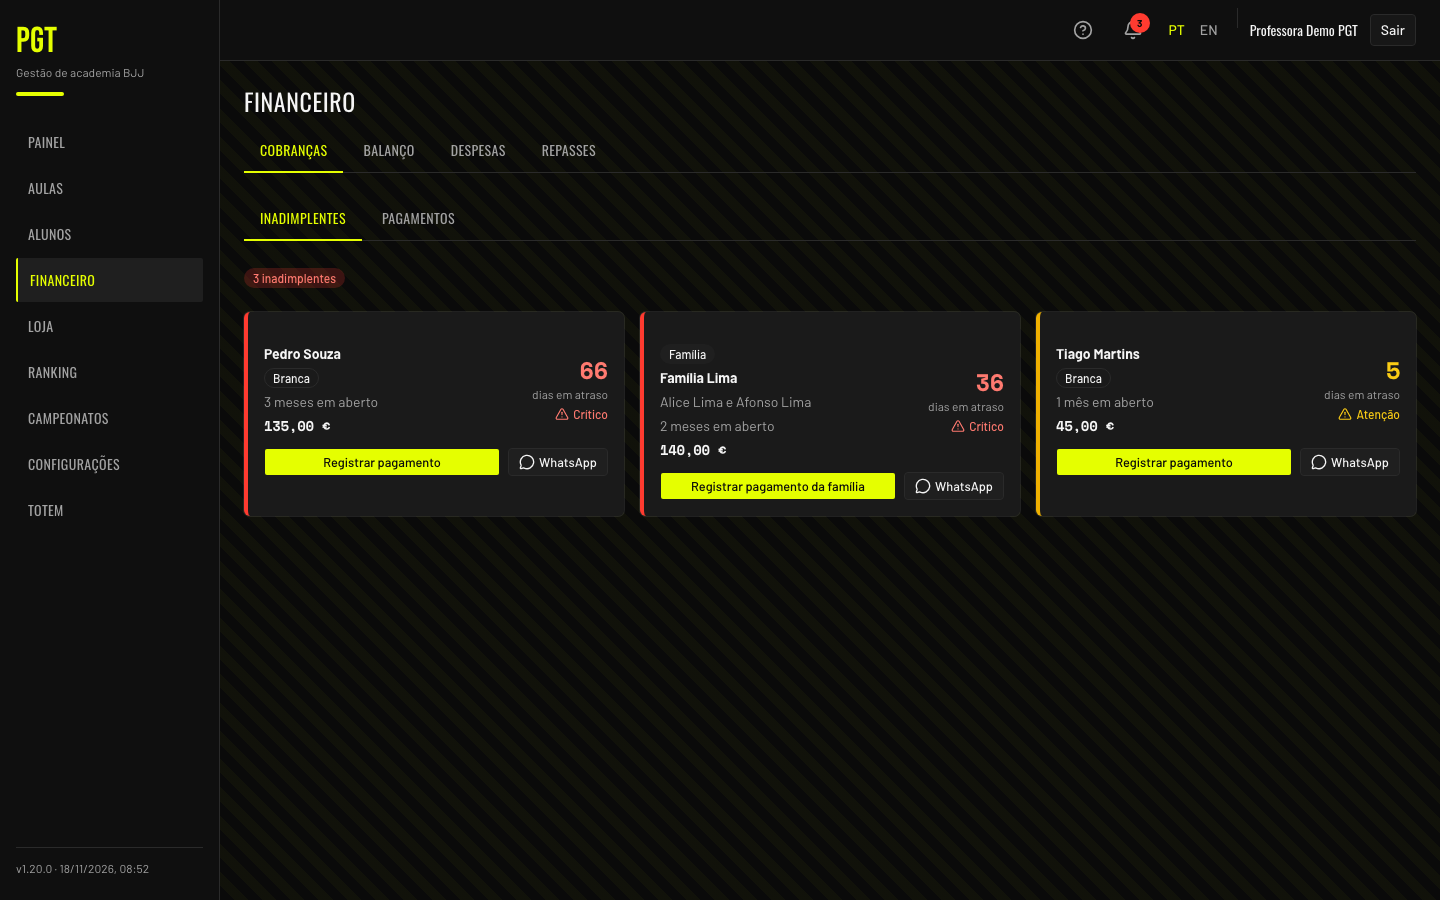 PGT
Gestão de academia BJJ
PAINEL
AULAS
ALUNOS
FINANCEIRO
LOJA
RANKING
CAMPEONATOS
CONFIGURAÇÕES
TOTEM
v1.20.0 · 18/11/2026, 08:52
3
PT EN
Professora Demo PGT
Sair
FINANCEIRO
COBRANÇAS BALANÇO DESPESAS REPASSES
INADIMPLENTES PAGAMENTOS
3 inadimplentes
Pedro Souza
Branca
3 meses em aberto
135,00 €
66
dias em atraso
Crítico
Registrar pagamento
WhatsApp
Família
Família Lima
Alice Lima e Afonso Lima
2 meses em aberto
140,00 €
36
dias em atraso
Crítico
Registrar pagamento da família
WhatsApp
Tiago Martins
Branca
1 mês em aberto
45,00 €
5
dias em atraso
Atenção
Registrar pagamento
WhatsApp